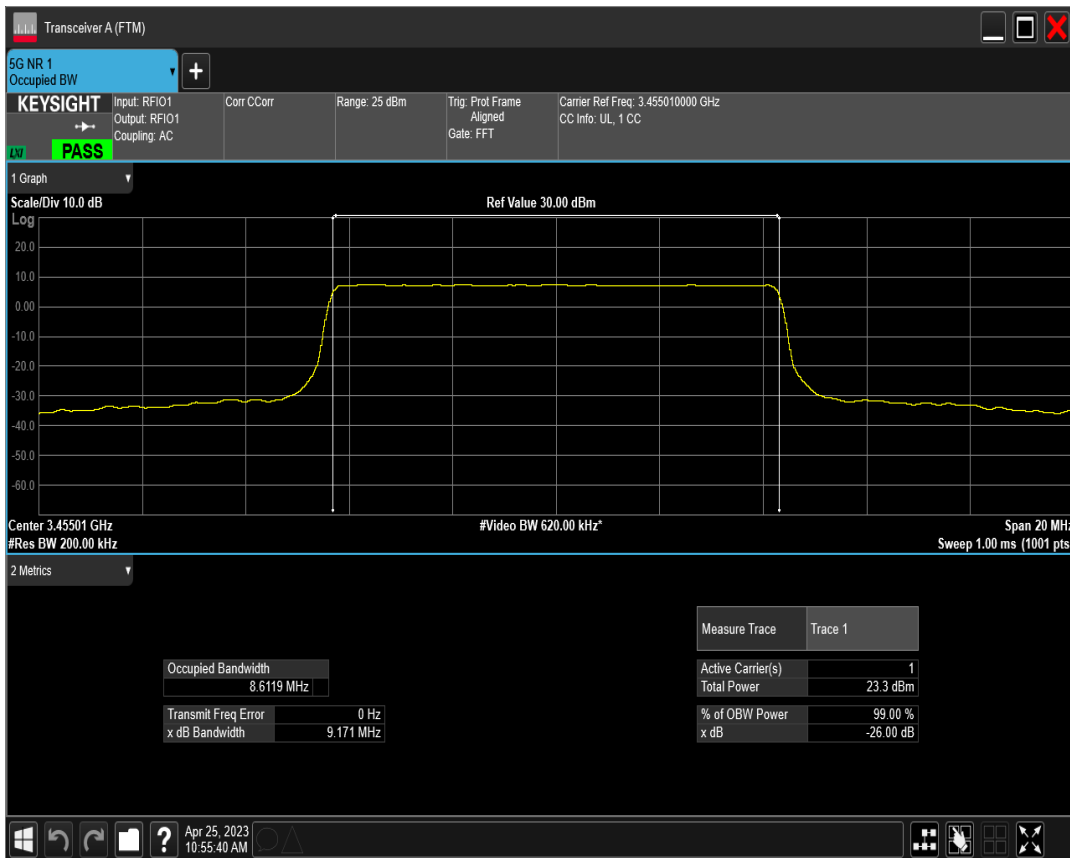 Transceiver A (FTM)
5G NR 1
Occupied BW
+
KEYSIGHT
LXI
PASS
Input: RFIO1
Output: RFIO1
Coupling: AC
Corr CCorr
Range: 25 dBm
Trig: Prot Frame
Aligned
Gate: FFT
Carrier Ref Freq: 3.455010000 GHz
CC Info: UL, 1 CC
1 Graph
Scale/Div 10.0 dB
Ref Value 30.00 dBm
Log
20.0
10.0
0.00
-10.0
-20.0
-30.0
-40.0
-50.0
-60.0
Center 3.45501 GHz
#Video BW 620.00 kHz*
Span 20 MHz
#Res BW 200.00 kHz
Sweep 1.00 ms (1001 pts
2 Metrics
Measure Trace Trace 1
Occupied Bandwidth
8.6119 MHz
Active Carrier(s) 1
Total Power 23.3 dBm
Transmit Freq Error 0 Hz
x dB Bandwidth 9.171 MHz
% of OBW Power 99.00 %
x dB -26.00 dB
?
Apr 25, 2023
10:55:40 AM